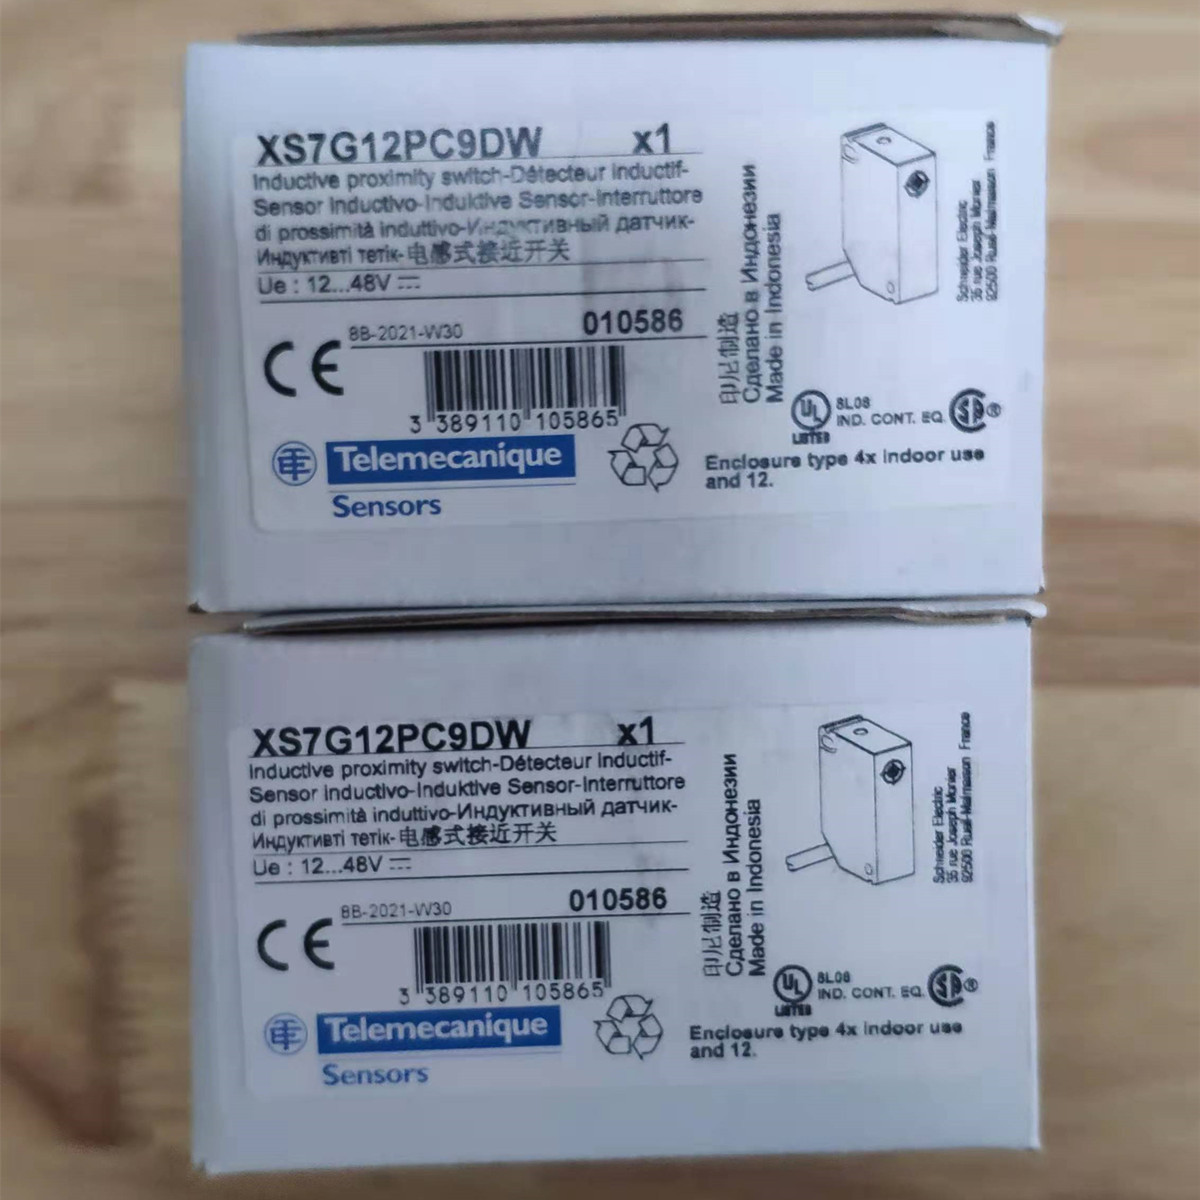 XS7G12PC9DW x1
Inductive proximity switch-Détecteur inductif-
Sensor inductivo-Induktive Sensor-Interruttore
di prossimità induttivo-Индуктивный датчик-
Индуктивті тетік-电感式接近开关
Ue : 12...48V
8B-2021-W30
010586
CE
3 389110 105865
Telemecanique
Sensors
印尼制造
Сделано в Индонезии
Made in Indonesia
Schneider Electric
35 rue Joseph Monier
92500 Rueil-Malmaison France
UL
LISTED
8L08
IND. CONT. EQ.
®
Enclosure type 4x indoor use
and 12.
XS7G12PC9DW x1
Inductive proximity switch-Détecteur inductif-
Sensor inductivo-Induktive Sensor-Interruttore
di prossimità induttivo-Индуктивный датчик-
Индуктивті тетік-电感式接近开关
Ue : 12...48V
8B-2021-W30
010586
CE
3 389110 105865
Telemecanique
Sensors
印尼制造
Сделано в Индонезии
Made in Indonesia
Schneider Electric
35 rue Joseph Monier
92500 Rueil-Malmaison France
UL
LISTED
8L08
IND. CONT. EQ.
®
Enclosure type 4x indoor use
and 12.